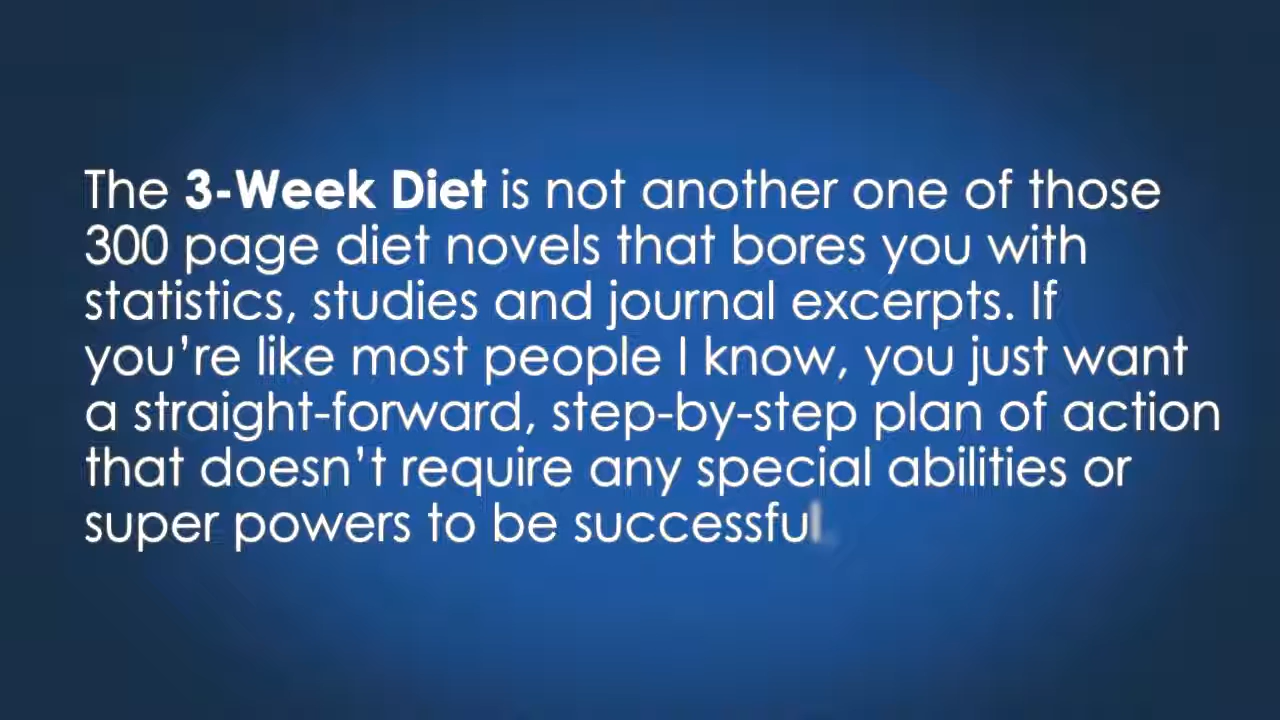 The 3-Week Diet is not another one of those
300 page diet novels that bores you with
statistics, studies and journal excerpts. If
you’re like most people I know, you just want
a straight-forward, step-by-step plan of action
that doesn’t require any special abilities or
super powers to be successful.